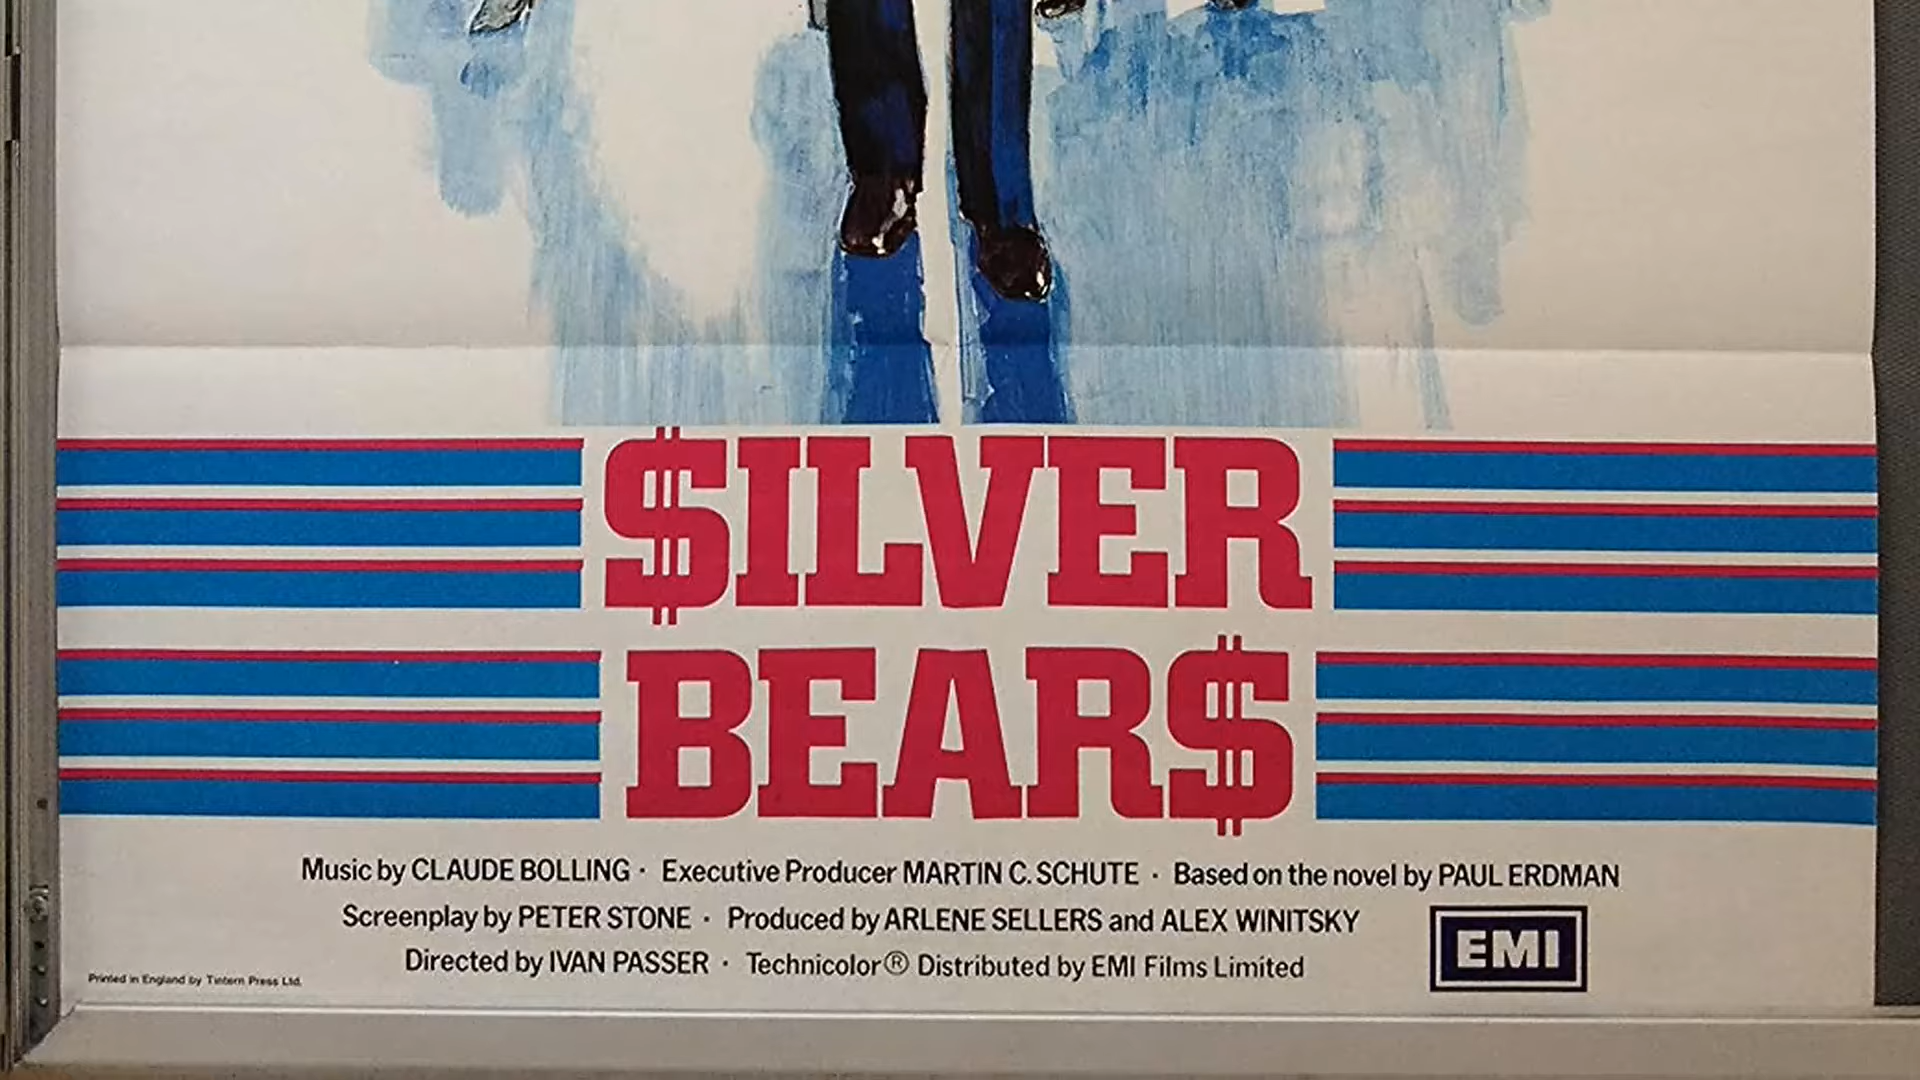 $ILVER
BEAR$
Music by CLAUDE BOLLING · Executive Producer MARTIN C. SCHUTE · Based on the novel by PAUL ERDMAN
Screenplay by PETER STONE · Produced by ARLENE SELLERS and ALEX WINITSKY
Directed by IVAN PASSER · Technicolor® Distributed by EMI Films Limited
EMI
Printed in England by Tintern Press Ltd.